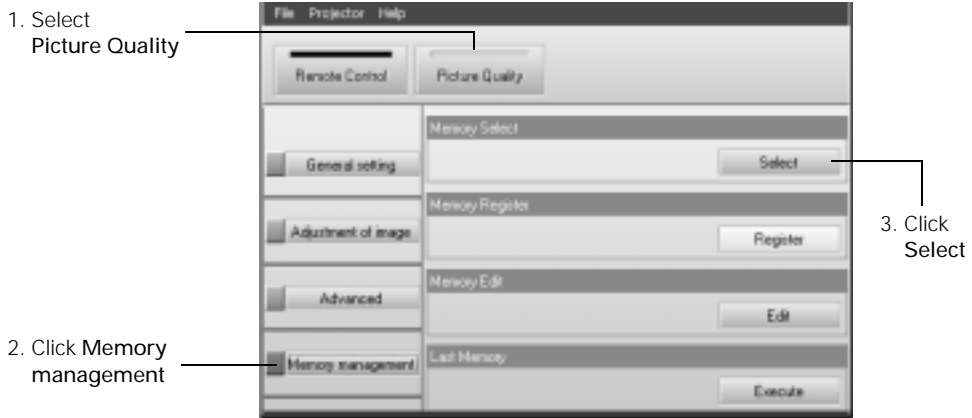 1. Select
Picture Quality
File Projector Help
Remote Control
Picture Quality
Memory Select
Select
General setting
Memory Register
Adjustment of image
Register
3. Click
Select
Memory Edit
Advanced
Edit
2. Click Memory
management
Memory management
Last Memory
Execute